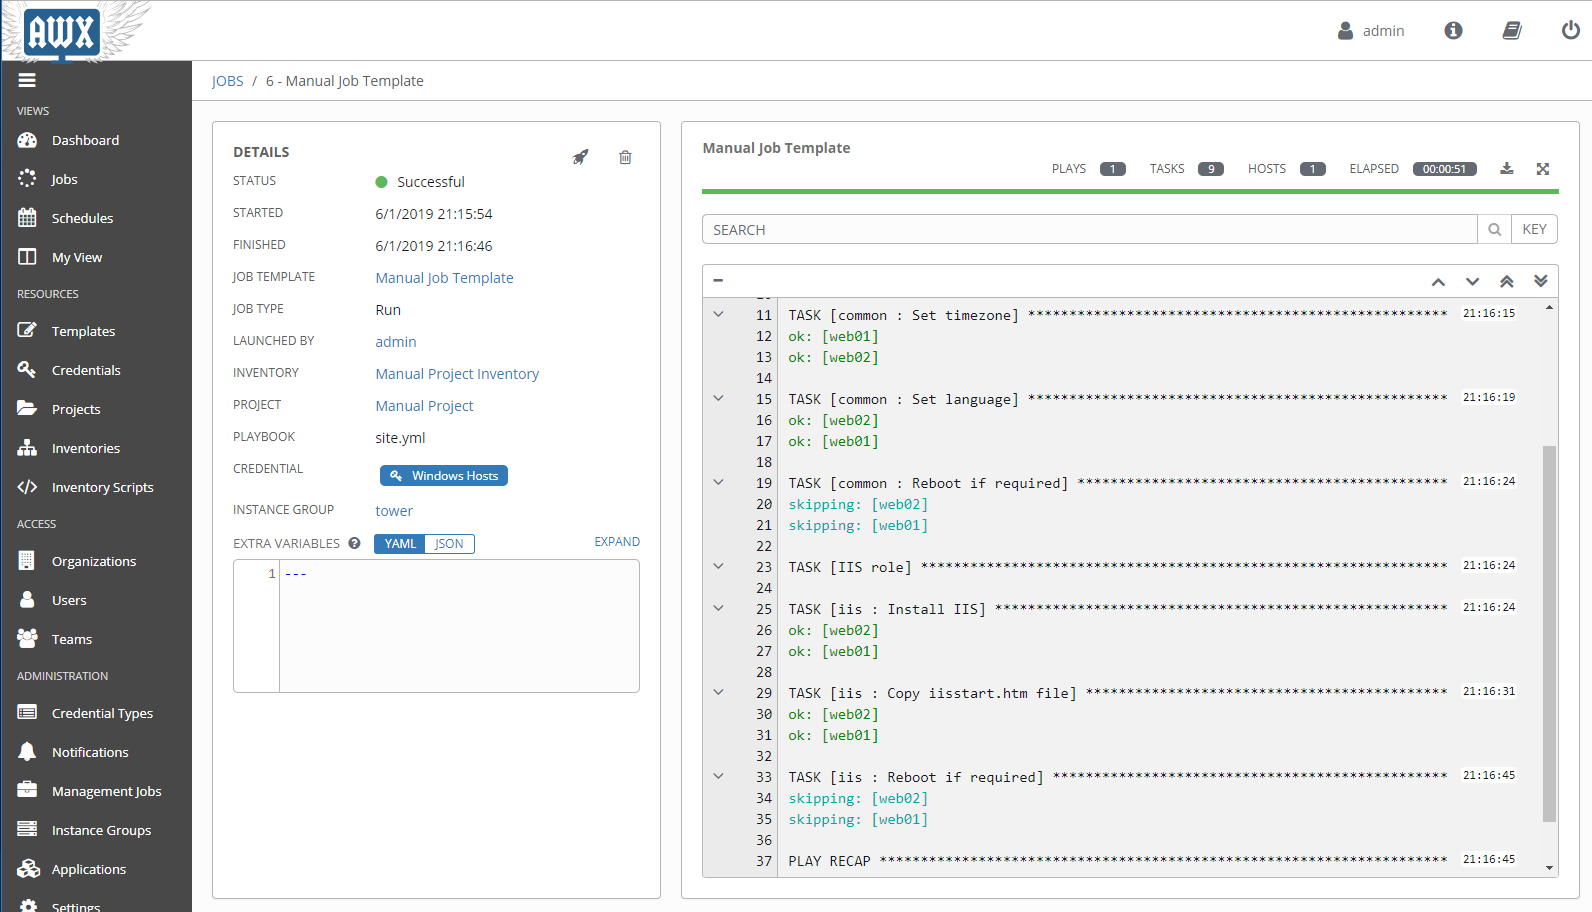 AWX
admin
JOBS / 6 - Manual Job Template
VIEWS
Dashboard
Jobs
Schedules
My View
RESOURCES
Templates
Credentials
Projects
Inventories
Inventory Scripts
ACCESS
Organizations
Users
Teams
ADMINISTRATION
Credential Types
Notifications
Management Jobs
Instance Groups
Applications
Settings
DETAILS
STATUS Successful
STARTED 6/1/2019 21:15:54
FINISHED 6/1/2019 21:16:46
JOB TEMPLATE Manual Job Template
JOB TYPE Run
LAUNCHED BY admin
INVENTORY Manual Project Inventory
PROJECT Manual Project
PLAYBOOK site.yml
CREDENTIAL Windows Hosts
INSTANCE GROUP tower
EXTRA VARIABLES ? YAML JSON EXPAND
1 ---
Manual Job Template
PLAYS 1 TASKS 9 HOSTS 1 ELAPSED 00:00:51
SEARCH KEY
11 TASK [common : Set timezone] *************************************************** 21:16:15
12 ok: [web01]
13 ok: [web02]
14
15 TASK [common : Set language] *************************************************** 21:16:19
16 ok: [web02]
17 ok: [web01]
18
19 TASK [common : Reboot if required] ********************************************* 21:16:24
20 skipping: [web02]
21 skipping: [web01]
22
23 TASK [IIS role] **************************************************************** 21:16:24
24
25 TASK [iis : Install IIS] ******************************************************* 21:16:24
26 ok: [web02]
27 ok: [web01]
28
29 TASK [iis : Copy iisstart.htm file] ******************************************** 21:16:31
30 ok: [web02]
31 ok: [web01]
32
33 TASK [iis : Reboot if required] ************************************************ 21:16:45
34 skipping: [web02]
35 skipping: [web01]
36
37 PLAY RECAP ********************************************************************* 21:16:45